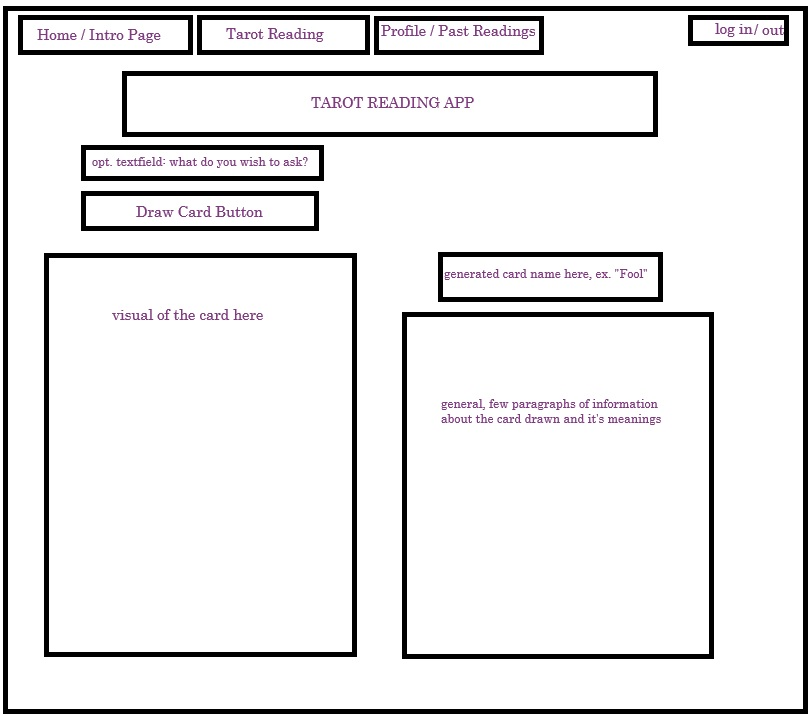 Home / Intro Page
Tarot Reading
Profile / Past Readings
log in/ out
TAROT READING APP
opt. textfield: what do you wish to ask?
Draw Card Button
visual of the card here
generated card name here, ex. "Fool"
general, few paragraphs of information
about the card drawn and it's meanings